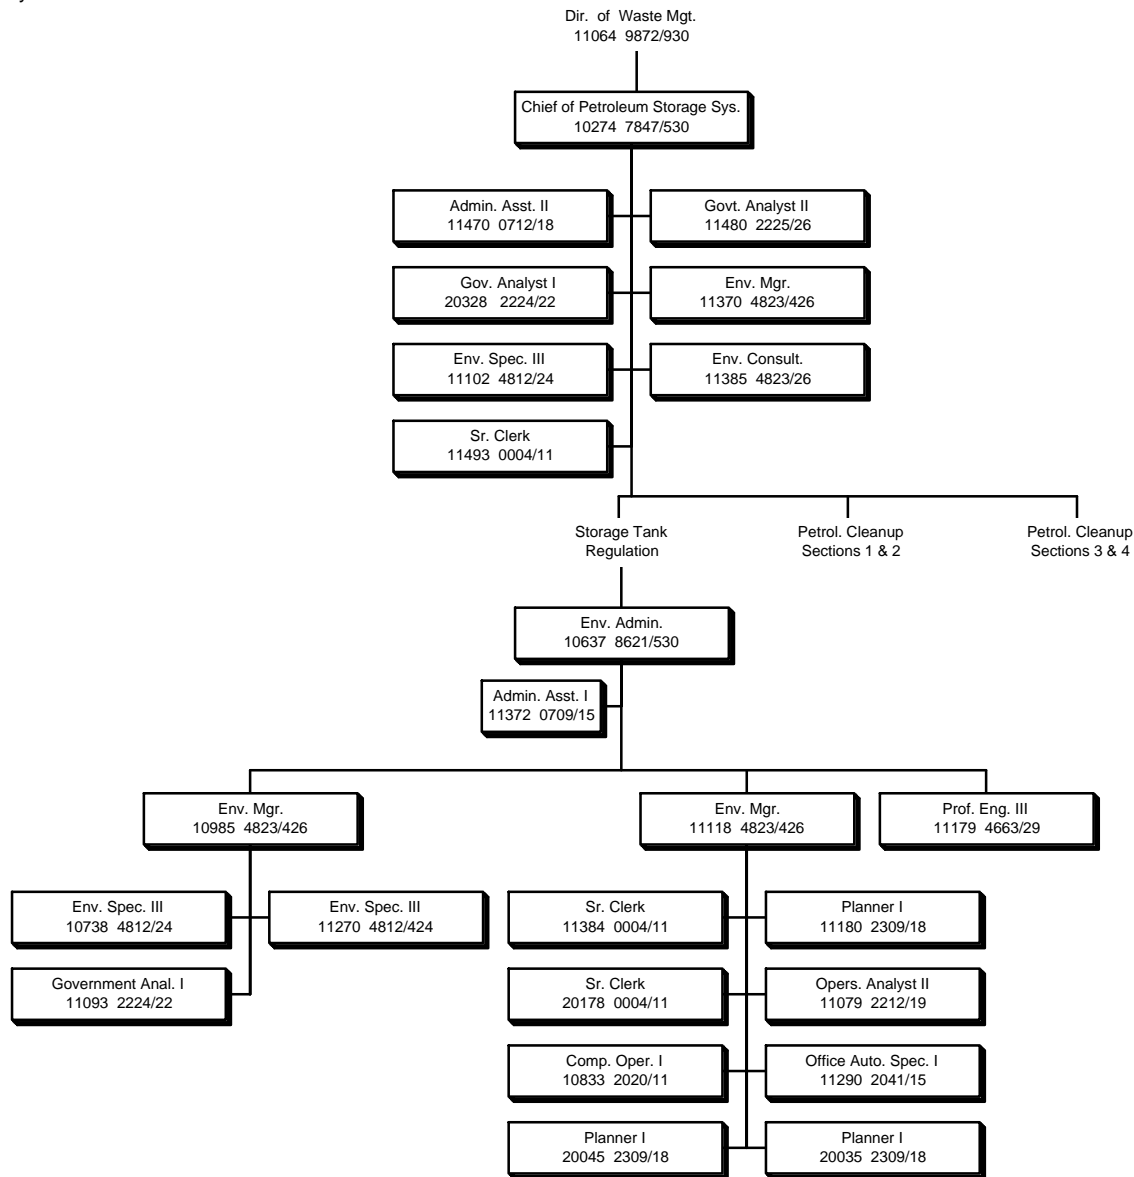 Dir. of Waste Mgt.
11064 9872/930
Chief of Petroleum Storage Sys.
10274 7847/530
Admin. Asst. II
11470 0712/18
Govt. Analyst II
11480 2225/26
Gov. Analyst I
20328 2224/22
Env. Mgr.
11370 4823/426
Env. Spec. III
11102 4812/24
Env. Consult.
11385 4823/26
Sr. Clerk
11493 0004/11
Storage Tank
Regulation
Petrol. Cleanup
Sections 1 & 2
Petrol. Cleanup
Sections 3 & 4
Env. Admin.
10637 8621/530
Admin. Asst. I
11372 0709/15
Env. Mgr.
10985 4823/426
Env. Mgr.
11118 4823/426
Prof. Eng. III
11179 4663/29
Env. Spec. III
10738 4812/24
Env. Spec. III
11270 4812/424
Government Anal. I
11093 2224/22
Sr. Clerk
11384 0004/11
Planner I
11180 2309/18
Sr. Clerk
20178 0004/11
Opers. Analyst II
11079 2212/19
Comp. Oper. I
10833 2020/11
Office Auto. Spec. I
11290 2041/15
Planner I
20045 2309/18
Planner I
20035 2309/18